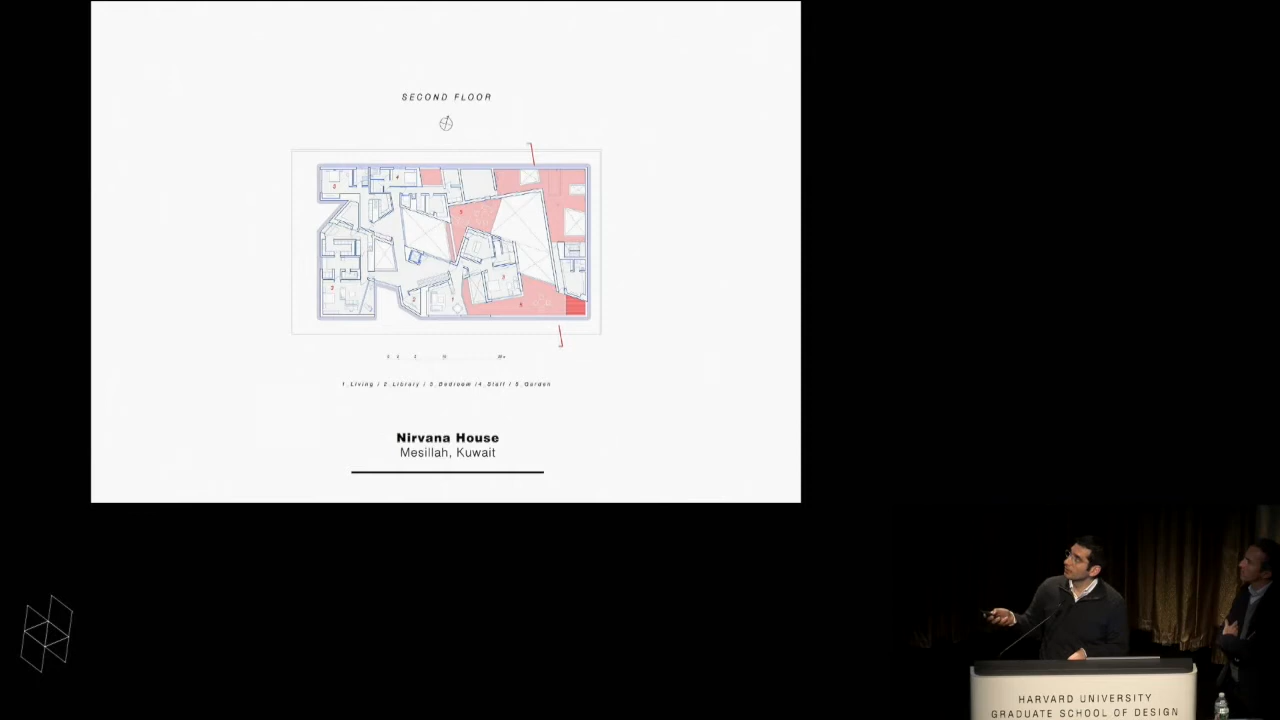 SECOND FLOOR
1 Living / 2 Library / 3 Bedroom / 4 Staff / 5 Garden
Nirvana House
Mesillah, Kuwait
HARVARD UNIVERSITY
GRADUATE SCHOOL OF DESIGN